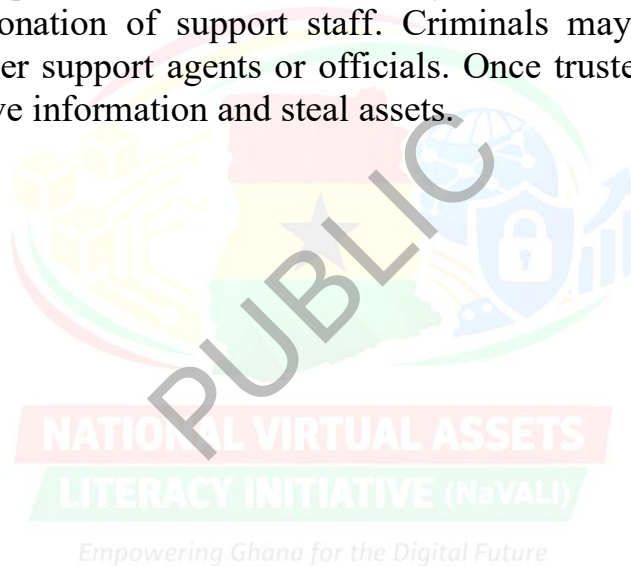 onation of support staff. Criminals may
er support agents or officials. Once truste
ve information and steal assets.
PUBLIC
NATIONAL VIRTUAL ASSETS
LITERACY INITIATIVE (NaVALI)
Empowering Ghana for the Digital Future